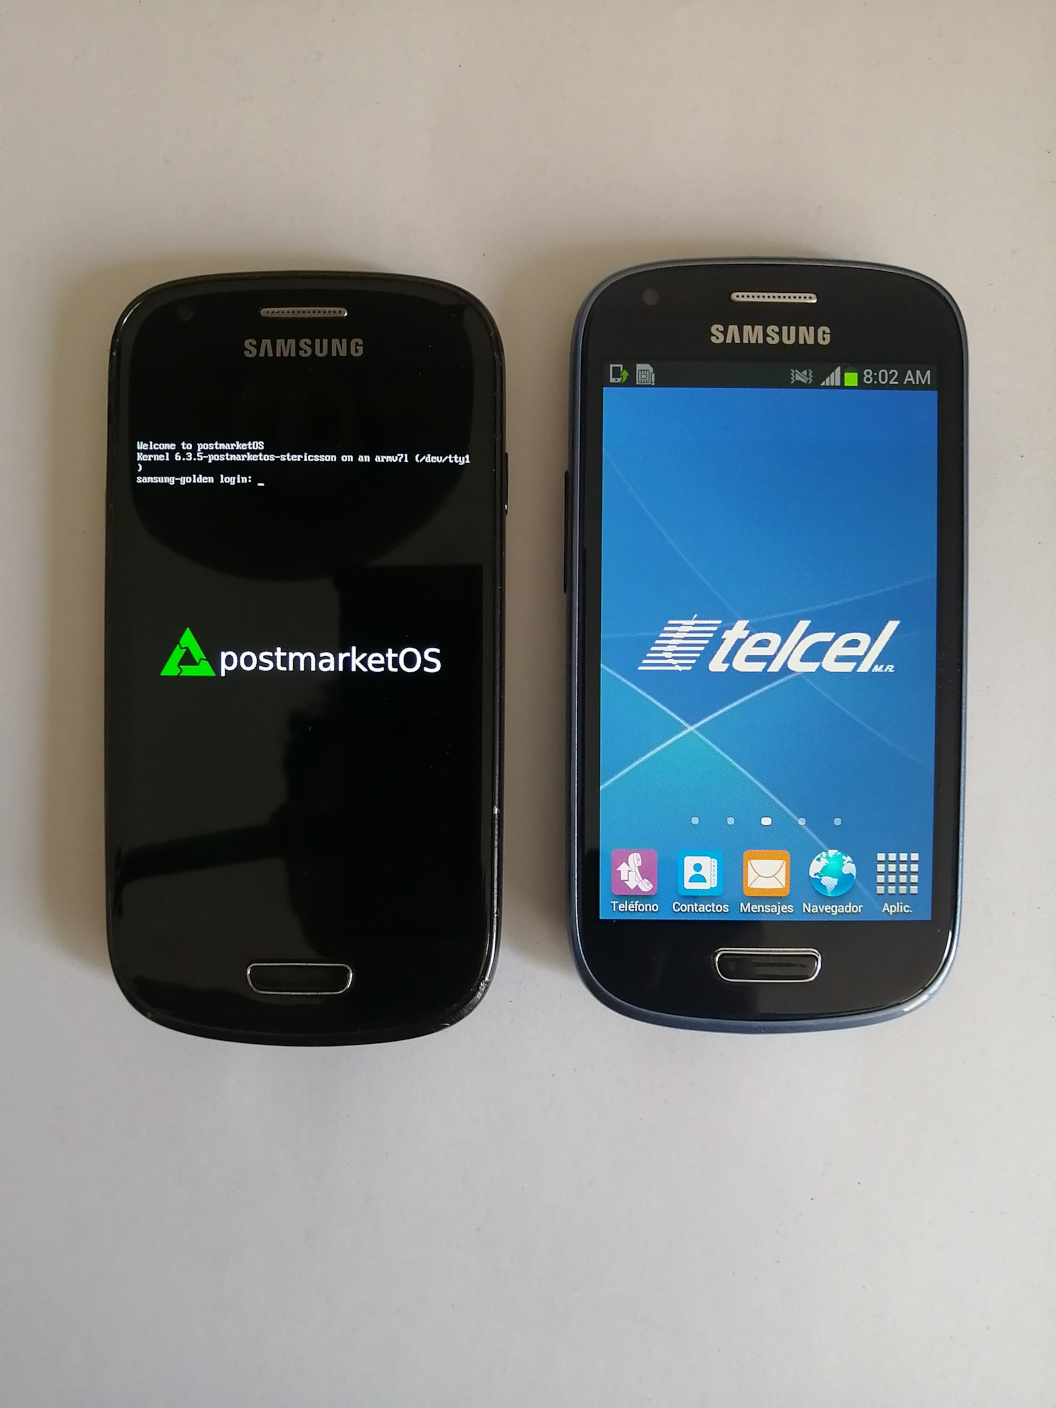 SAMSUNG
Welcome to postmarketOS
Kernel 6.3.5-postmarketos-stericsson on an armv7l (/dev/tty1
)
samsung-golden login: _
postmarketOS
SAMSUNG
8:02 AM
telcel M.R.
Teléfono Contactos Mensajes Navegador Aplic.